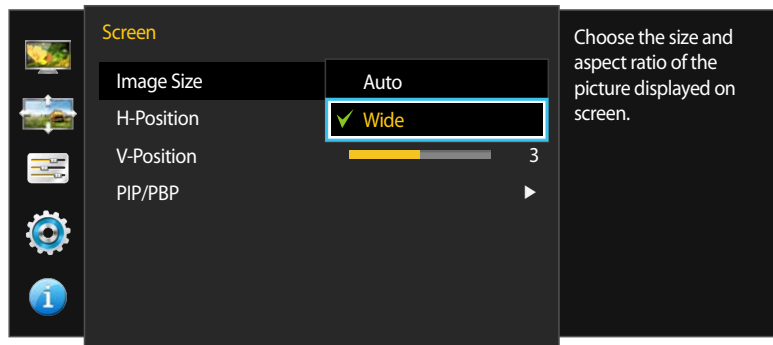 Screen
Image Size
Auto
H-Position
Wide
V-Position
3
PIP/PBP
Choose the size and
aspect ratio of the
picture displayed on
screen.